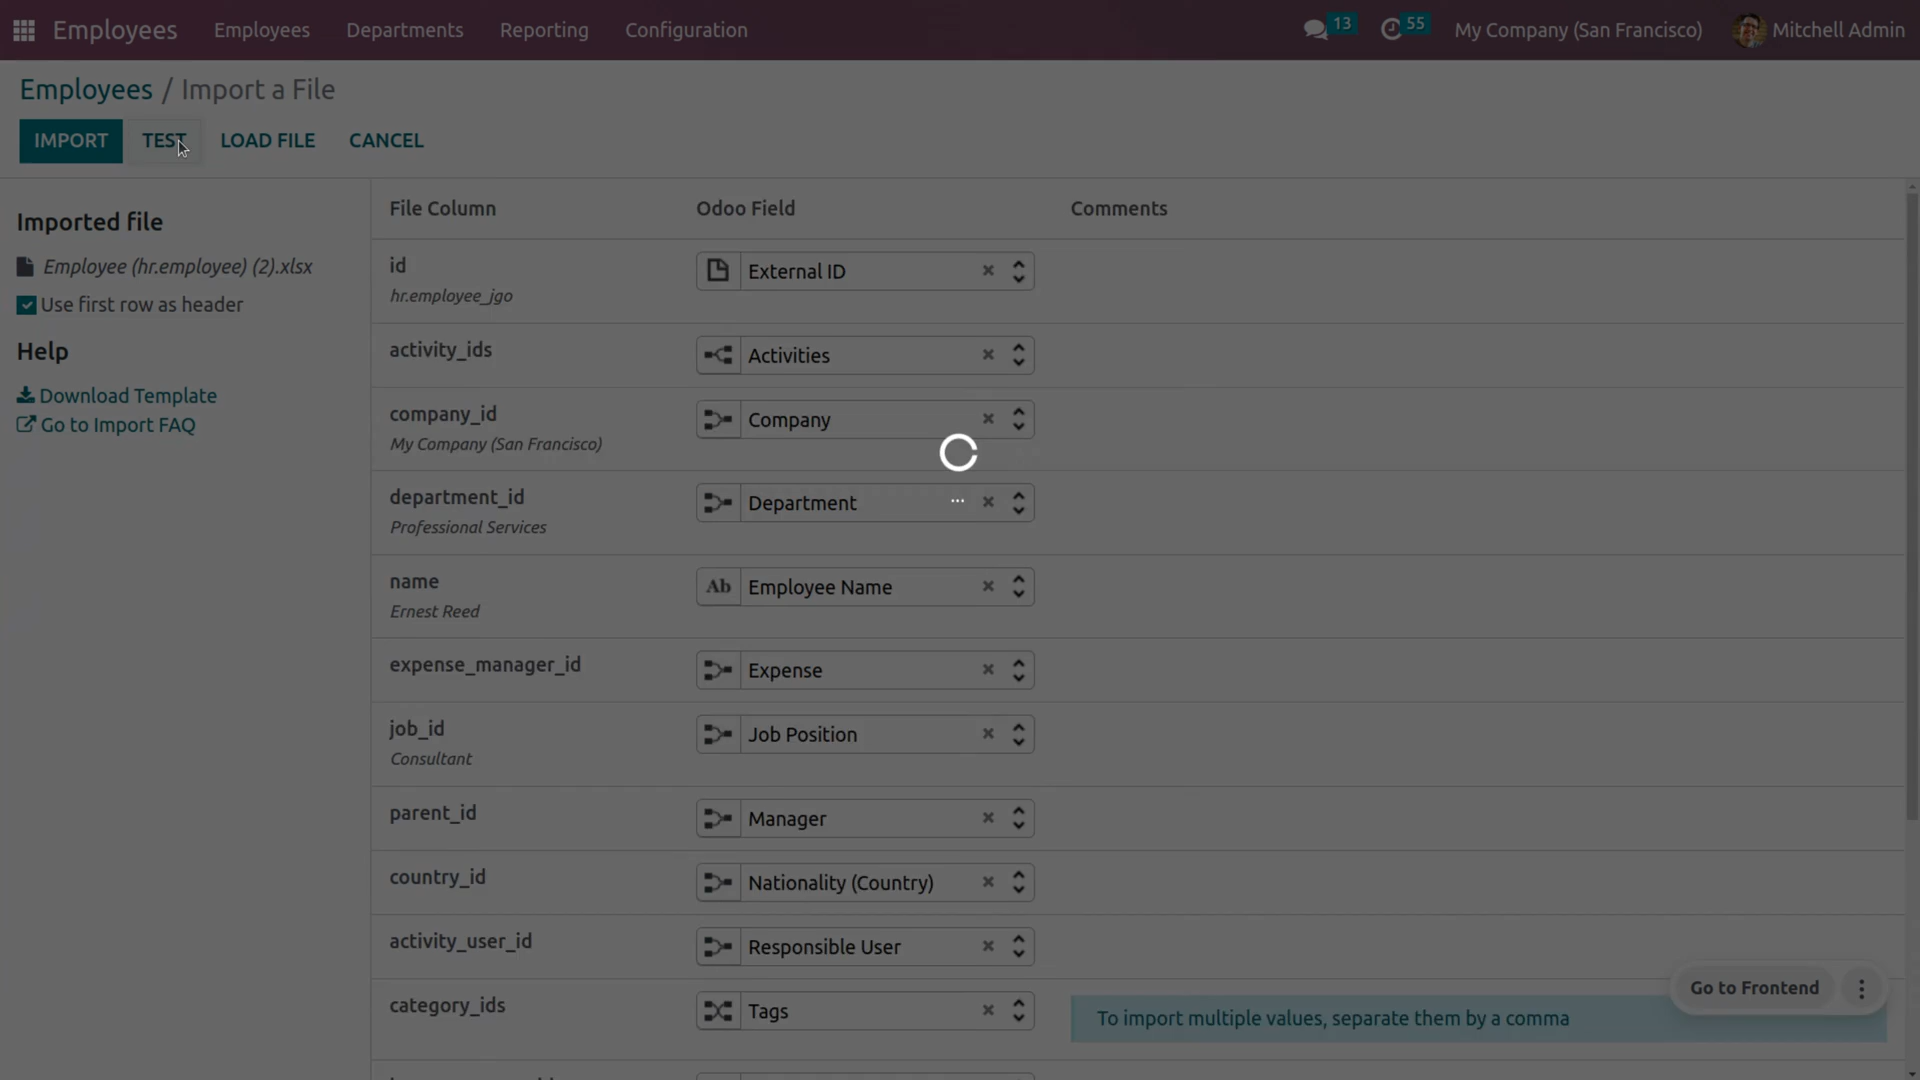 Employees Employees Departments Reporting Configuration 13 55 My Company (San Francisco) Mitchell Admin
Employees / Import a File
IMPORT TEST LOAD FILE CANCEL
Imported file
Employee (hr.employee) (2).xlsx
Use first row as header
Help
Download Template
Go to Import FAQ
File Column Odoo Field Comments
id External ID
hr.employee_jgo
activity_ids Activities
company_id Company
My Company (San Francisco)
department_id Department
Professional Services
name Ab Employee Name
Ernest Reed
expense_manager_id Expense
job_id Job Position
Consultant
parent_id Manager
country_id Nationality (Country)
activity_user_id Responsible User
category_ids Tags To import multiple values, separate them by a comma
...
Go to Frontend